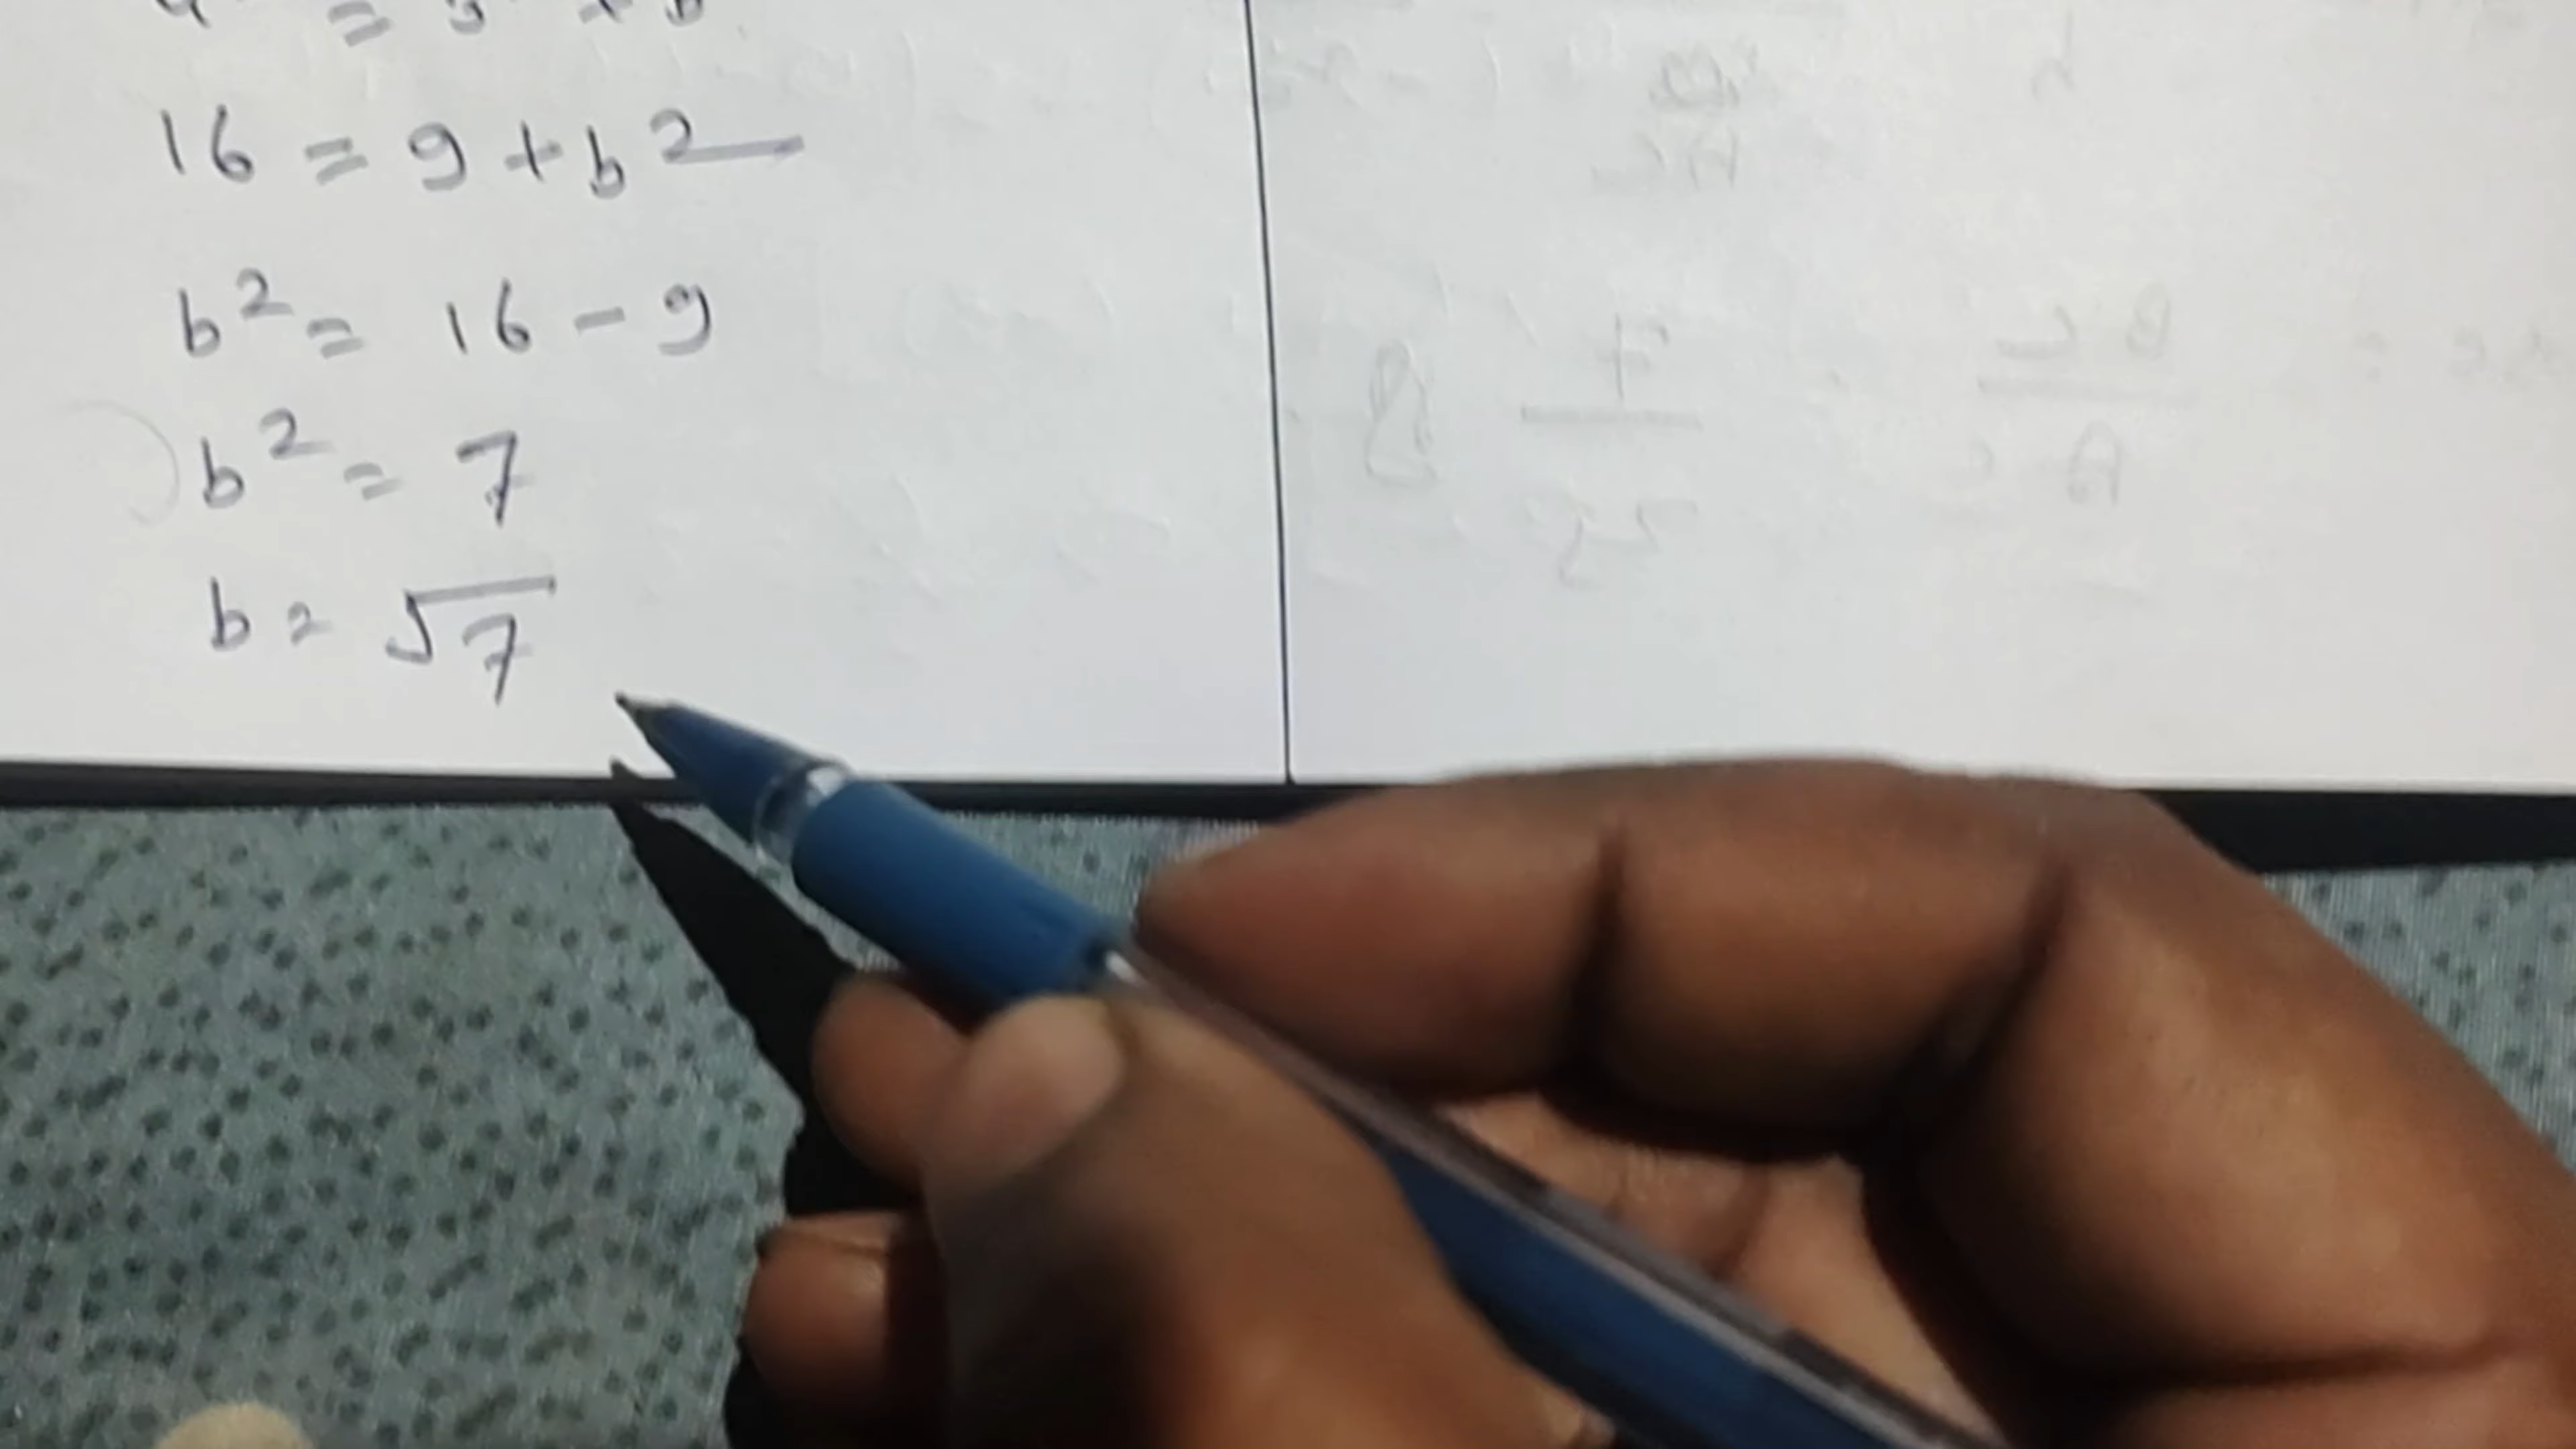 16 = 9 + b²
b² = 16 - 9
b² = 7
b = √7